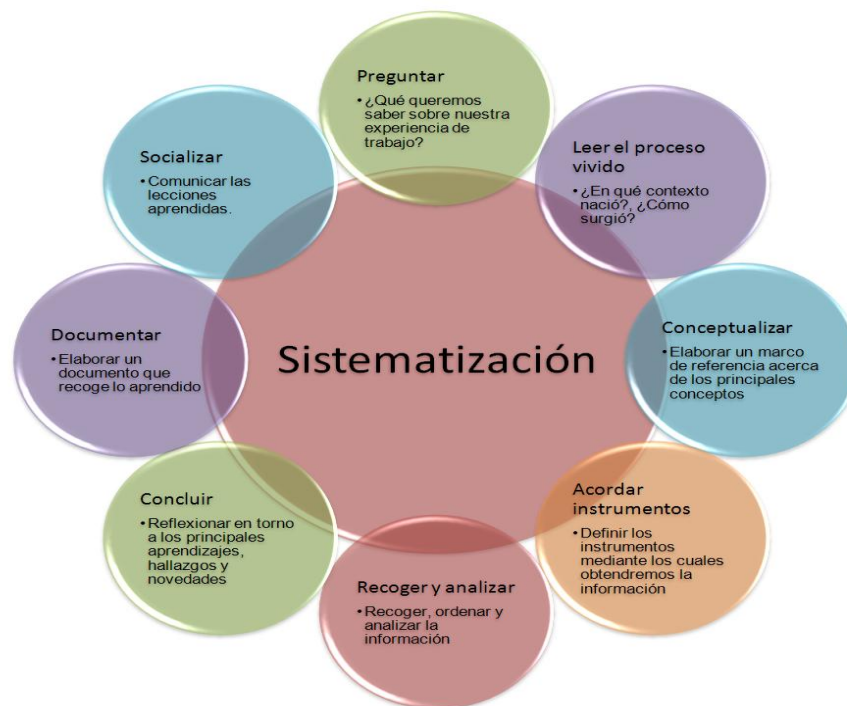 Preguntar
•¿Qué queremos
saber sobre nuestra
experiencia de
trabajo?
Leer el proceso
vivido
•¿En qué contexto
nació?, ¿Cómo
surgió?
Conceptualizar
•Elaborar un marco
de referencia acerca
de los principales
conceptos
Acordar
instrumentos
•Definir los
instrumentos
mediante los cuales
obtendremos la
información
Recoger y analizar
•Recoger, ordenar y
analizar la
información
Concluir
•Reflexionar en torno
a los principales
aprendizajes,
hallazgos y
novedades
Documentar
•Elaborar un
documento que
recoge lo aprendido
Socializar
•Comunicar las
lecciones
aprendidas.
Sistematización